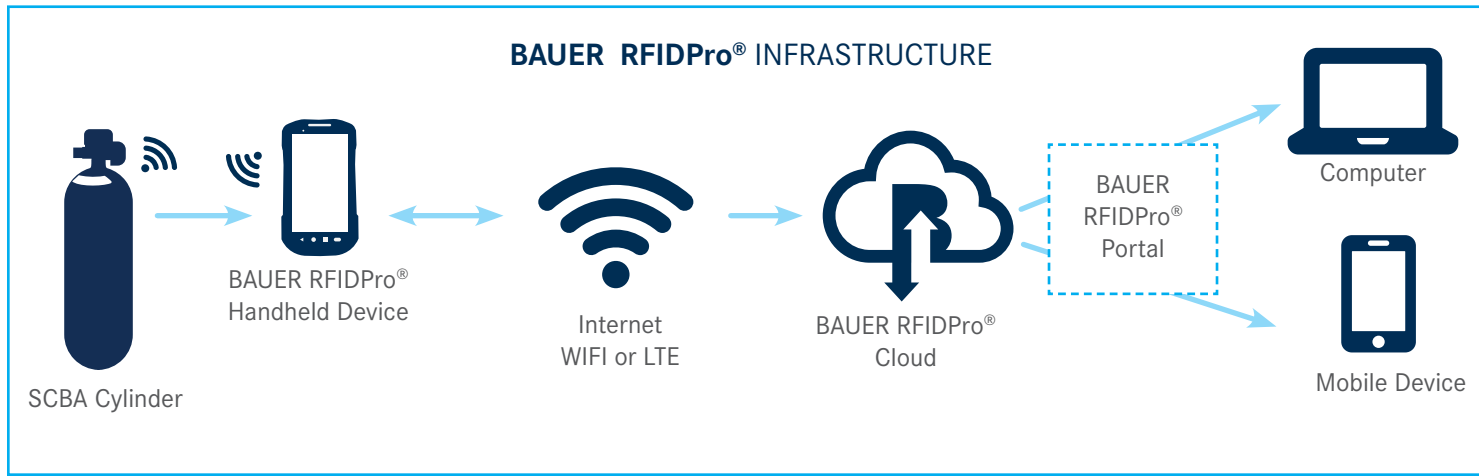 BAUER RFIDPro® INFRASTRUCTURE
SCBA Cylinder
BAUER RFIDPro®
Handheld Device
Internet
WIFI or LTE
B
BAUER RFIDPro®
Cloud
BAUER
RFIDPro®
Portal
Computer
Mobile Device